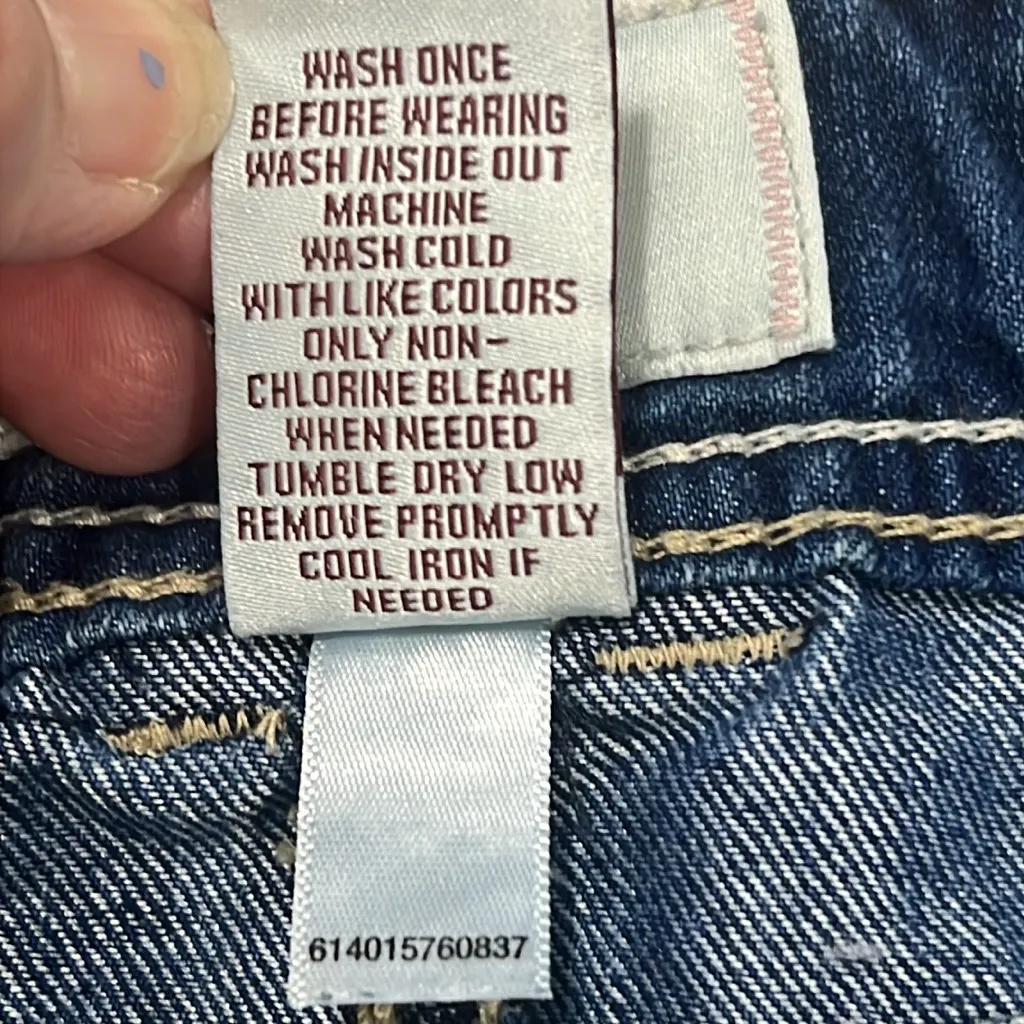 WASH ONCE
BEFORE WEARING
WASH INSIDE OUT
MACHINE
WASH COLD
WITH LIKE COLORS
ONLY NON-
CHLORINE BLEACH
WHEN NEEDED
TUMBLE DRY LOW
REMOVE PROMPTLY
COOL IRON IF
NEEDED
614015760837